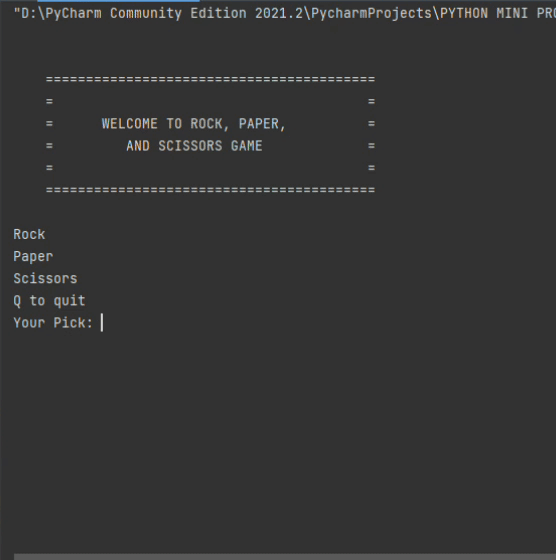 "D:\PyCharm Community Edition 2021.2\PycharmProjects\PYTHON MINI PRO
=========================================
= =
= WELCOME TO ROCK, PAPER, =
= AND SCISSORS GAME =
= =
=========================================
Rock
Paper
Scissors
Q to quit
Your Pick: